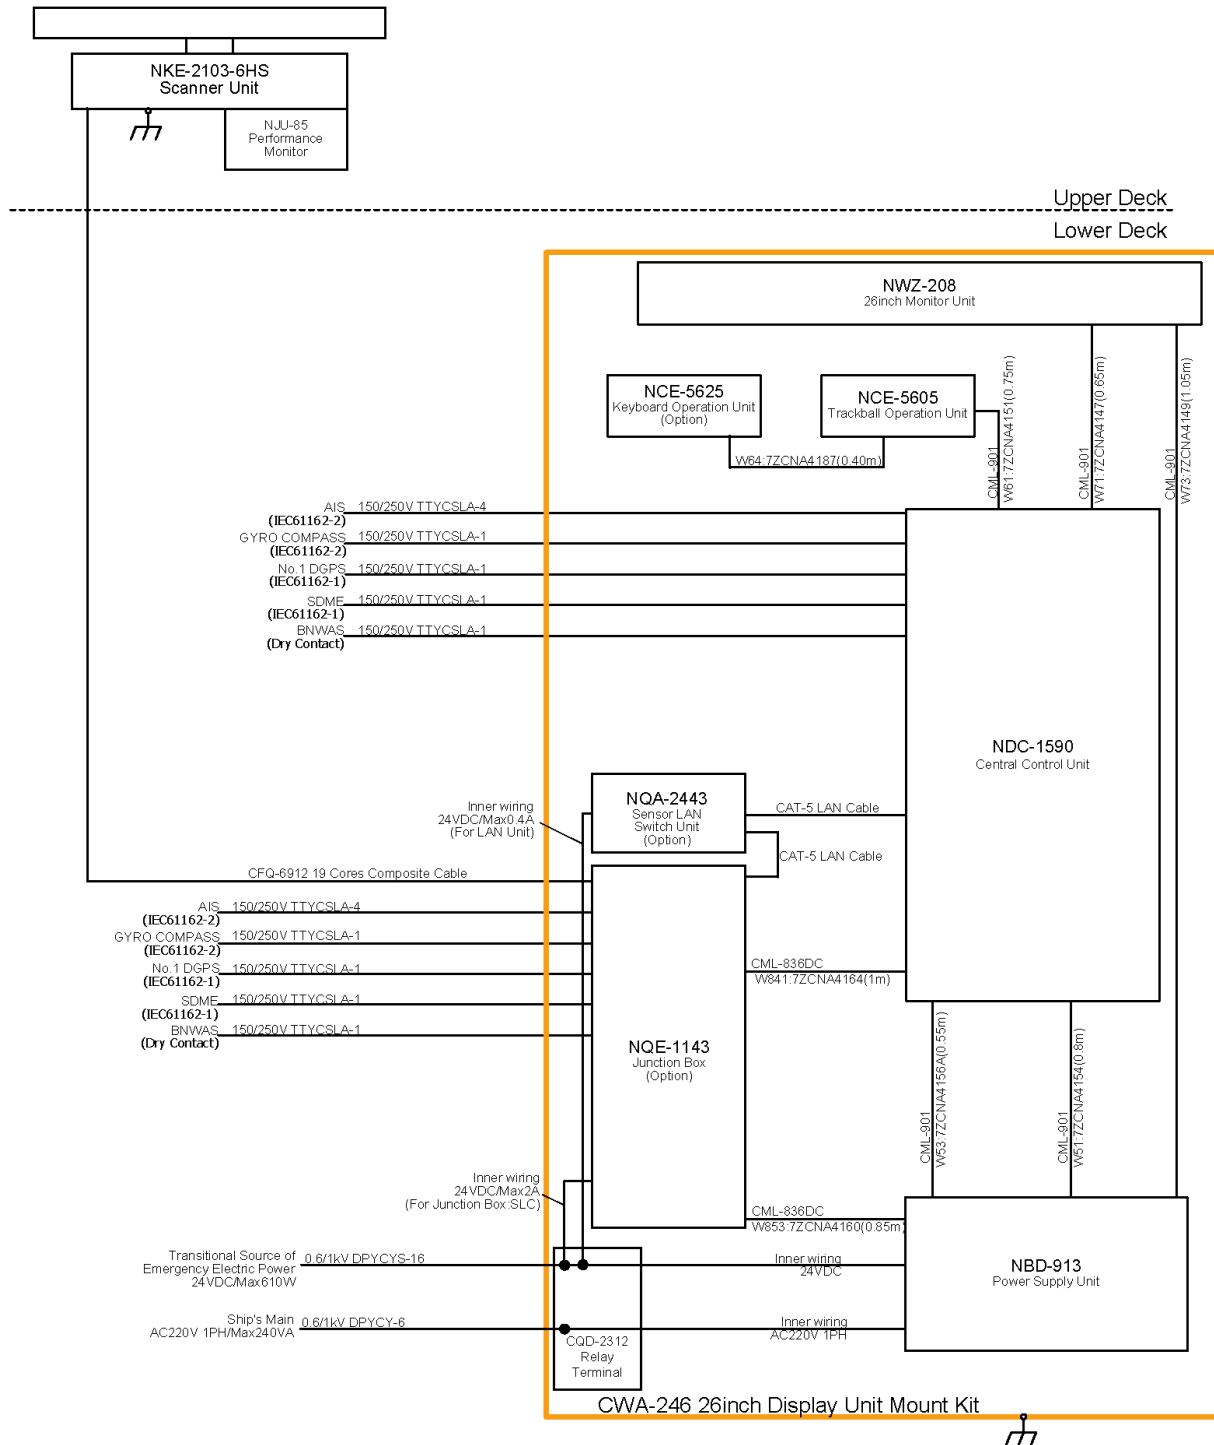 NKE-2103-6HS
Scanner Unit
NJU-85
Performance
Monitor
Upper Deck
Lower Deck
NWZ-208
26inch Monitor Unit
NCE-5625
Keyboard Operation Unit
(Option)
NCE-5605
Trackball Operation Unit
W64:7ZCNA4187(0.40m)
CML-901
W61:7ZCNA4151(0.75m)
CML-901
W71:7ZCNA4147(0.65m)
CML-901
W73:7ZCNA4149(1.05m)
AIS 150/250V TTYCSLA-4
(IEC61162-2)
GYRO COMPASS 150/250V TTYCSLA-1
(IEC61162-2)
No.1 DGPS 150/250V TTYCSLA-1
(IEC61162-1)
SDME 150/250V TTYCSLA-1
(IEC61162-1)
BNWAS 150/250V TTYCSLA-1
(Dry Contact)
NDC-1590
Central Control Unit
Inner wiring
24VDC/Max0.4A
(For LAN Unit)
NQA-2443
Sensor LAN
Switch Unit
(Option)
CAT-5 LAN Cable
CAT-5 LAN Cable
CFQ-6912 19 Cores Composite Cable
AIS 150/250V TTYCSLA-4
(IEC61162-2)
GYRO COMPASS 150/250V TTYCSLA-1
(IEC61162-2)
No.1 DGPS 150/250V TTYCSLA-1
(IEC61162-1)
SDME 150/250V TTYCSLA-1
(IEC61162-1)
BNWAS 150/250V TTYCSLA-1
(Dry Contact)
CML-836DC
W841:7ZCNA4164(1m)
NQE-1143
Junction Box
(Option)
CML-901
W53:7ZCNA4156A(0.55m)
CML-901
W51:7ZCNA4154(0.8m)
Inner wiring
24VDC/Max2A
(For Junction Box:SLC)
CML-836DC
W853:7ZCNA4160(0.85m)
Transitional Source of
Emergency Electric Power
24VDC/Max610W
0.6/1kV DPYCYS-16
Inner wiring
24VDC
NBD-913
Power Supply Unit
Ship's Main
AC220V 1PH/Max240VA
0.6/1kV DPYCY-6
Inner wiring
AC220V 1PH
CQD-2312
Relay
Terminal
CWA-246 26inch Display Unit Mount Kit